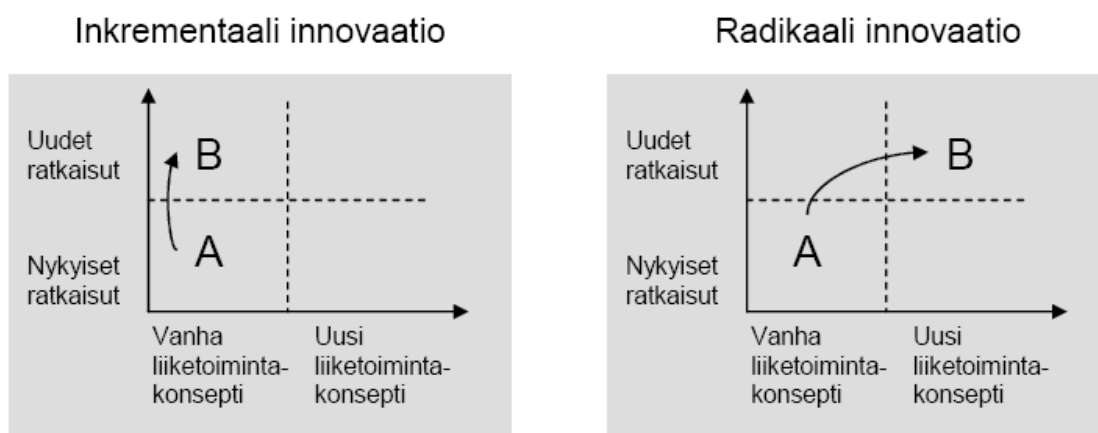 Inkrementaali innovaatio
Uudet
ratkaisut
B
A
Nykyiset
ratkaisut
Vanha
liiketoiminta-
konsepti
Uusi
liiketoiminta-
konsepti
Radikaali innovaatio
Uudet
ratkaisut
B
A
Nykyiset
ratkaisut
Vanha
liiketoiminta-
konsepti
Uusi
liiketoiminta-
konsepti